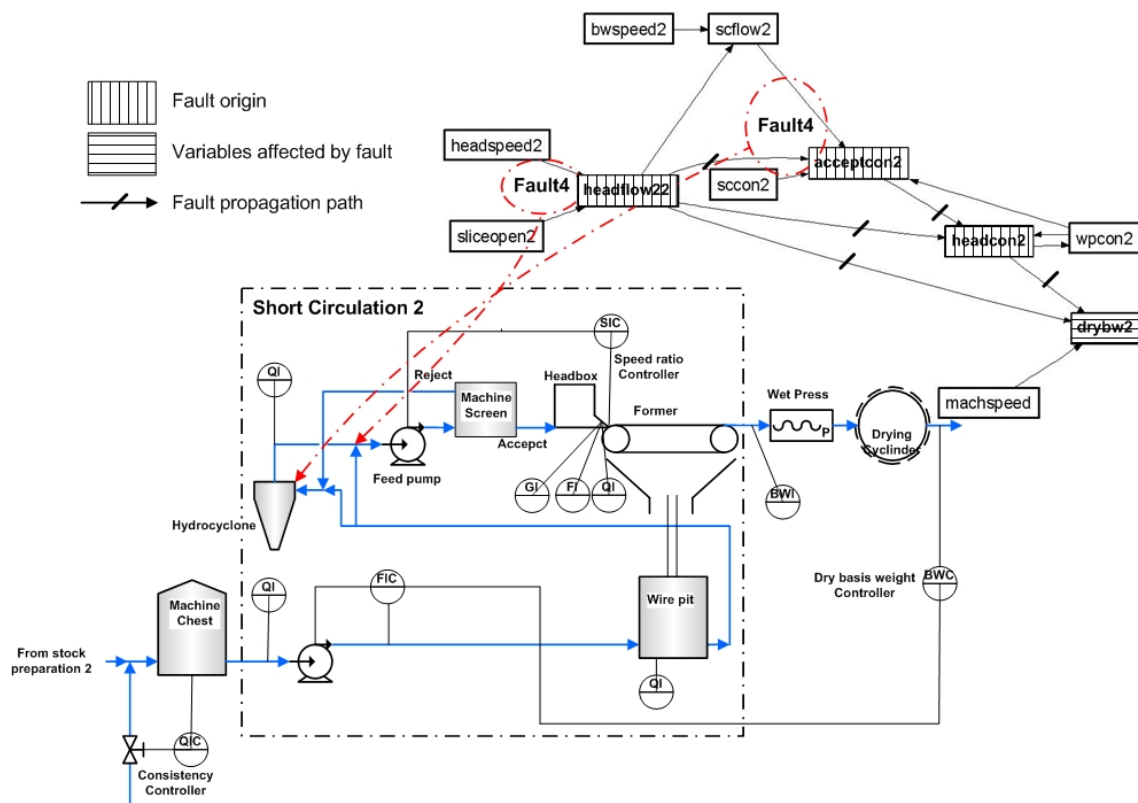 bwspeed2
scflow2
Fault origin
Variables affected by fault
Fault propagation path
Fault4
headspeed2
Fault4
headflow22
sliceopen2
sccon2
acceptcon2
headcon2
wpcon2
drybw2
machspeed
Short Circulation 2
SIC
Speed ratio
Controller
QI
Reject
Machine
Screen
Headbox
Former
Wet Press
P
Accepct
Drying
Cyclinder
Feed pump
GI
FI
QI
BWI
Hydrocyclone
FIC
QI
Machine
Chest
Wire pit
Dry basis weight
Controller
BWC
From stock
preparation 2
QI
QIC
Consistency
Controller